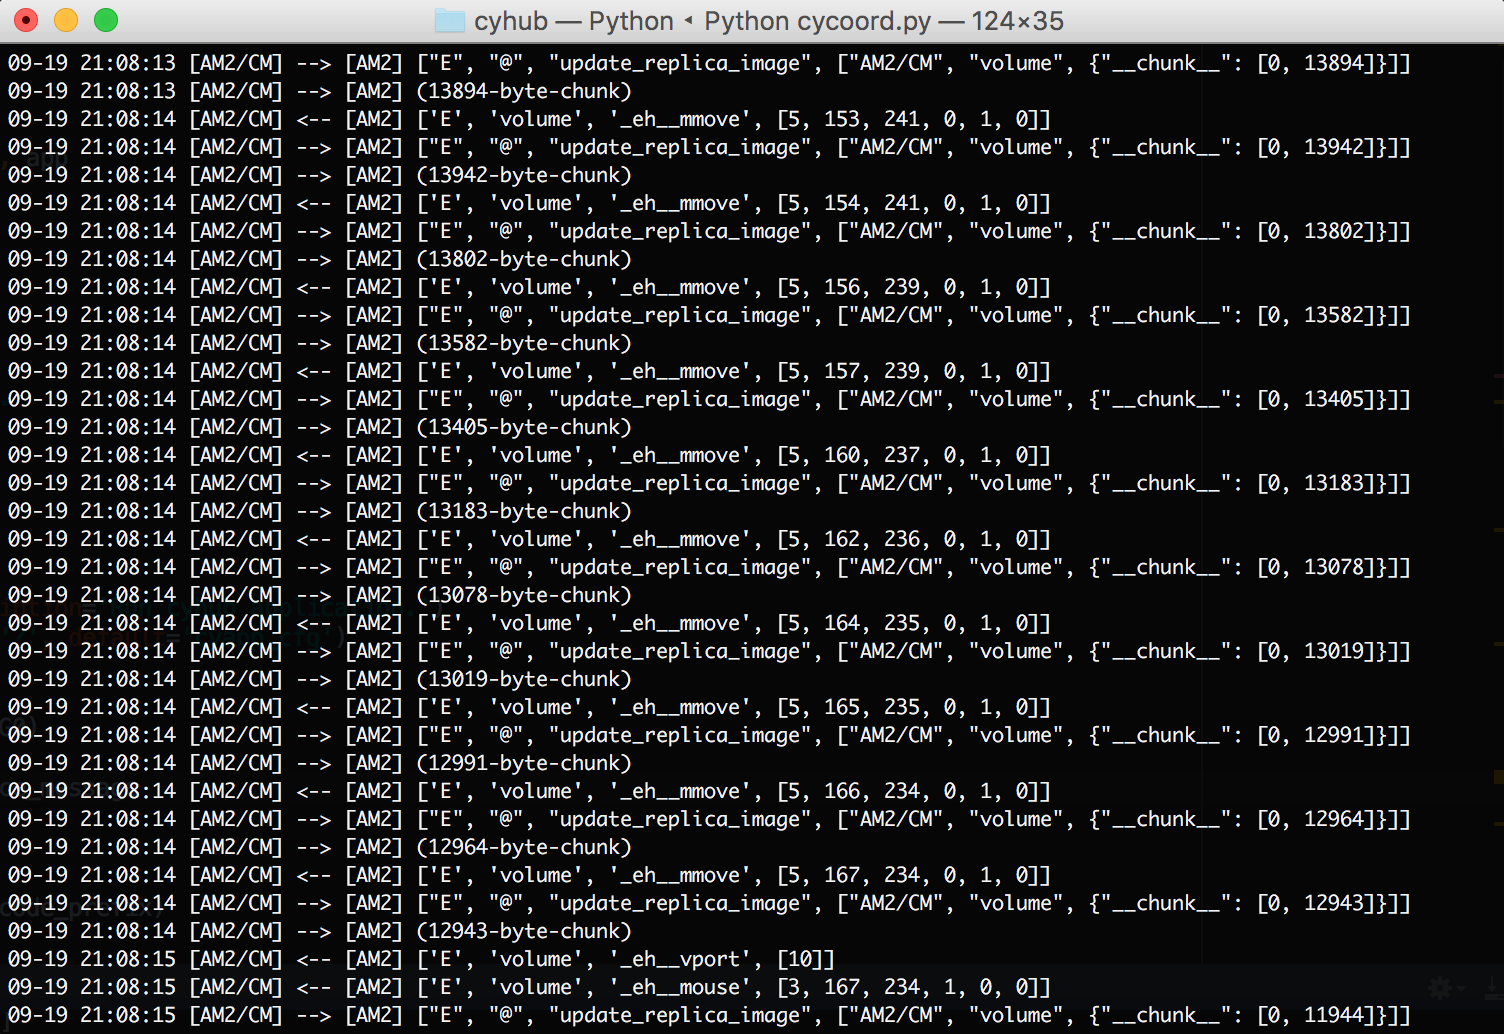 cyhub — Python ◂ Python cycoord.py — 124×35
09-19 21:08:13 [AM2/CM] --> [AM2] ["E", "@", "update_replica_image", ["AM2/CM", "volume", {"__chunk__": [0, 13894]}]]
09-19 21:08:13 [AM2/CM] --> [AM2] (13894-byte-chunk)
09-19 21:08:14 [AM2/CM] <-- [AM2] ['E', 'volume', '_eh__mmove', [5, 153, 241, 0, 1, 0]]
09-19 21:08:14 [AM2/CM] --> [AM2] ["E", "@", "update_replica_image", ["AM2/CM", "volume", {"__chunk__": [0, 13942]}]]
09-19 21:08:14 [AM2/CM] --> [AM2] (13942-byte-chunk)
09-19 21:08:14 [AM2/CM] <-- [AM2] ['E', 'volume', '_eh__mmove', [5, 154, 241, 0, 1, 0]]
09-19 21:08:14 [AM2/CM] --> [AM2] ["E", "@", "update_replica_image", ["AM2/CM", "volume", {"__chunk__": [0, 13802]}]]
09-19 21:08:14 [AM2/CM] --> [AM2] (13802-byte-chunk)
09-19 21:08:14 [AM2/CM] <-- [AM2] ['E', 'volume', '_eh__mmove', [5, 156, 239, 0, 1, 0]]
09-19 21:08:14 [AM2/CM] --> [AM2] ["E", "@", "update_replica_image", ["AM2/CM", "volume", {"__chunk__": [0, 13582]}]]
09-19 21:08:14 [AM2/CM] --> [AM2] (13582-byte-chunk)
09-19 21:08:14 [AM2/CM] <-- [AM2] ['E', 'volume', '_eh__mmove', [5, 157, 239, 0, 1, 0]]
09-19 21:08:14 [AM2/CM] --> [AM2] ["E", "@", "update_replica_image", ["AM2/CM", "volume", {"__chunk__": [0, 13405]}]]
09-19 21:08:14 [AM2/CM] --> [AM2] (13405-byte-chunk)
09-19 21:08:14 [AM2/CM] <-- [AM2] ['E', 'volume', '_eh__mmove', [5, 160, 237, 0, 1, 0]]
09-19 21:08:14 [AM2/CM] --> [AM2] ["E", "@", "update_replica_image", ["AM2/CM", "volume", {"__chunk__": [0, 13183]}]]
09-19 21:08:14 [AM2/CM] --> [AM2] (13183-byte-chunk)
09-19 21:08:14 [AM2/CM] <-- [AM2] ['E', 'volume', '_eh__mmove', [5, 162, 236, 0, 1, 0]]
09-19 21:08:14 [AM2/CM] --> [AM2] ["E", "@", "update_replica_image", ["AM2/CM", "volume", {"__chunk__": [0, 13078]}]]
09-19 21:08:14 [AM2/CM] --> [AM2] (13078-byte-chunk)
09-19 21:08:14 [AM2/CM] <-- [AM2] ['E', 'volume', '_eh__mmove', [5, 164, 235, 0, 1, 0]]
09-19 21:08:14 [AM2/CM] --> [AM2] ["E", "@", "update_replica_image", ["AM2/CM", "volume", {"__chunk__": [0, 13019]}]]
09-19 21:08:14 [AM2/CM] --> [AM2] (13019-byte-chunk)
09-19 21:08:14 [AM2/CM] <-- [AM2] ['E', 'volume', '_eh__mmove', [5, 165, 235, 0, 1, 0]]
09-19 21:08:14 [AM2/CM] --> [AM2] ["E", "@", "update_replica_image", ["AM2/CM", "volume", {"__chunk__": [0, 12991]}]]
09-19 21:08:14 [AM2/CM] --> [AM2] (12991-byte-chunk)
09-19 21:08:14 [AM2/CM] <-- [AM2] ['E', 'volume', '_eh__mmove', [5, 166, 234, 0, 1, 0]]
09-19 21:08:14 [AM2/CM] --> [AM2] ["E", "@", "update_replica_image", ["AM2/CM", "volume", {"__chunk__": [0, 12964]}]]
09-19 21:08:14 [AM2/CM] --> [AM2] (12964-byte-chunk)
09-19 21:08:14 [AM2/CM] <-- [AM2] ['E', 'volume', '_eh__mmove', [5, 167, 234, 0, 1, 0]]
09-19 21:08:14 [AM2/CM] --> [AM2] ["E", "@", "update_replica_image", ["AM2/CM", "volume", {"__chunk__": [0, 12943]}]]
09-19 21:08:14 [AM2/CM] --> [AM2] (12943-byte-chunk)
09-19 21:08:15 [AM2/CM] <-- [AM2] ['E', 'volume', '_eh__vport', [10]]
09-19 21:08:15 [AM2/CM] <-- [AM2] ['E', 'volume', '_eh__mouse', [3, 167, 234, 1, 0, 0]]
09-19 21:08:15 [AM2/CM] --> [AM2] ["E", "@", "update_replica_image", ["AM2/CM", "volume", {"__chunk__": [0, 11944]}]]